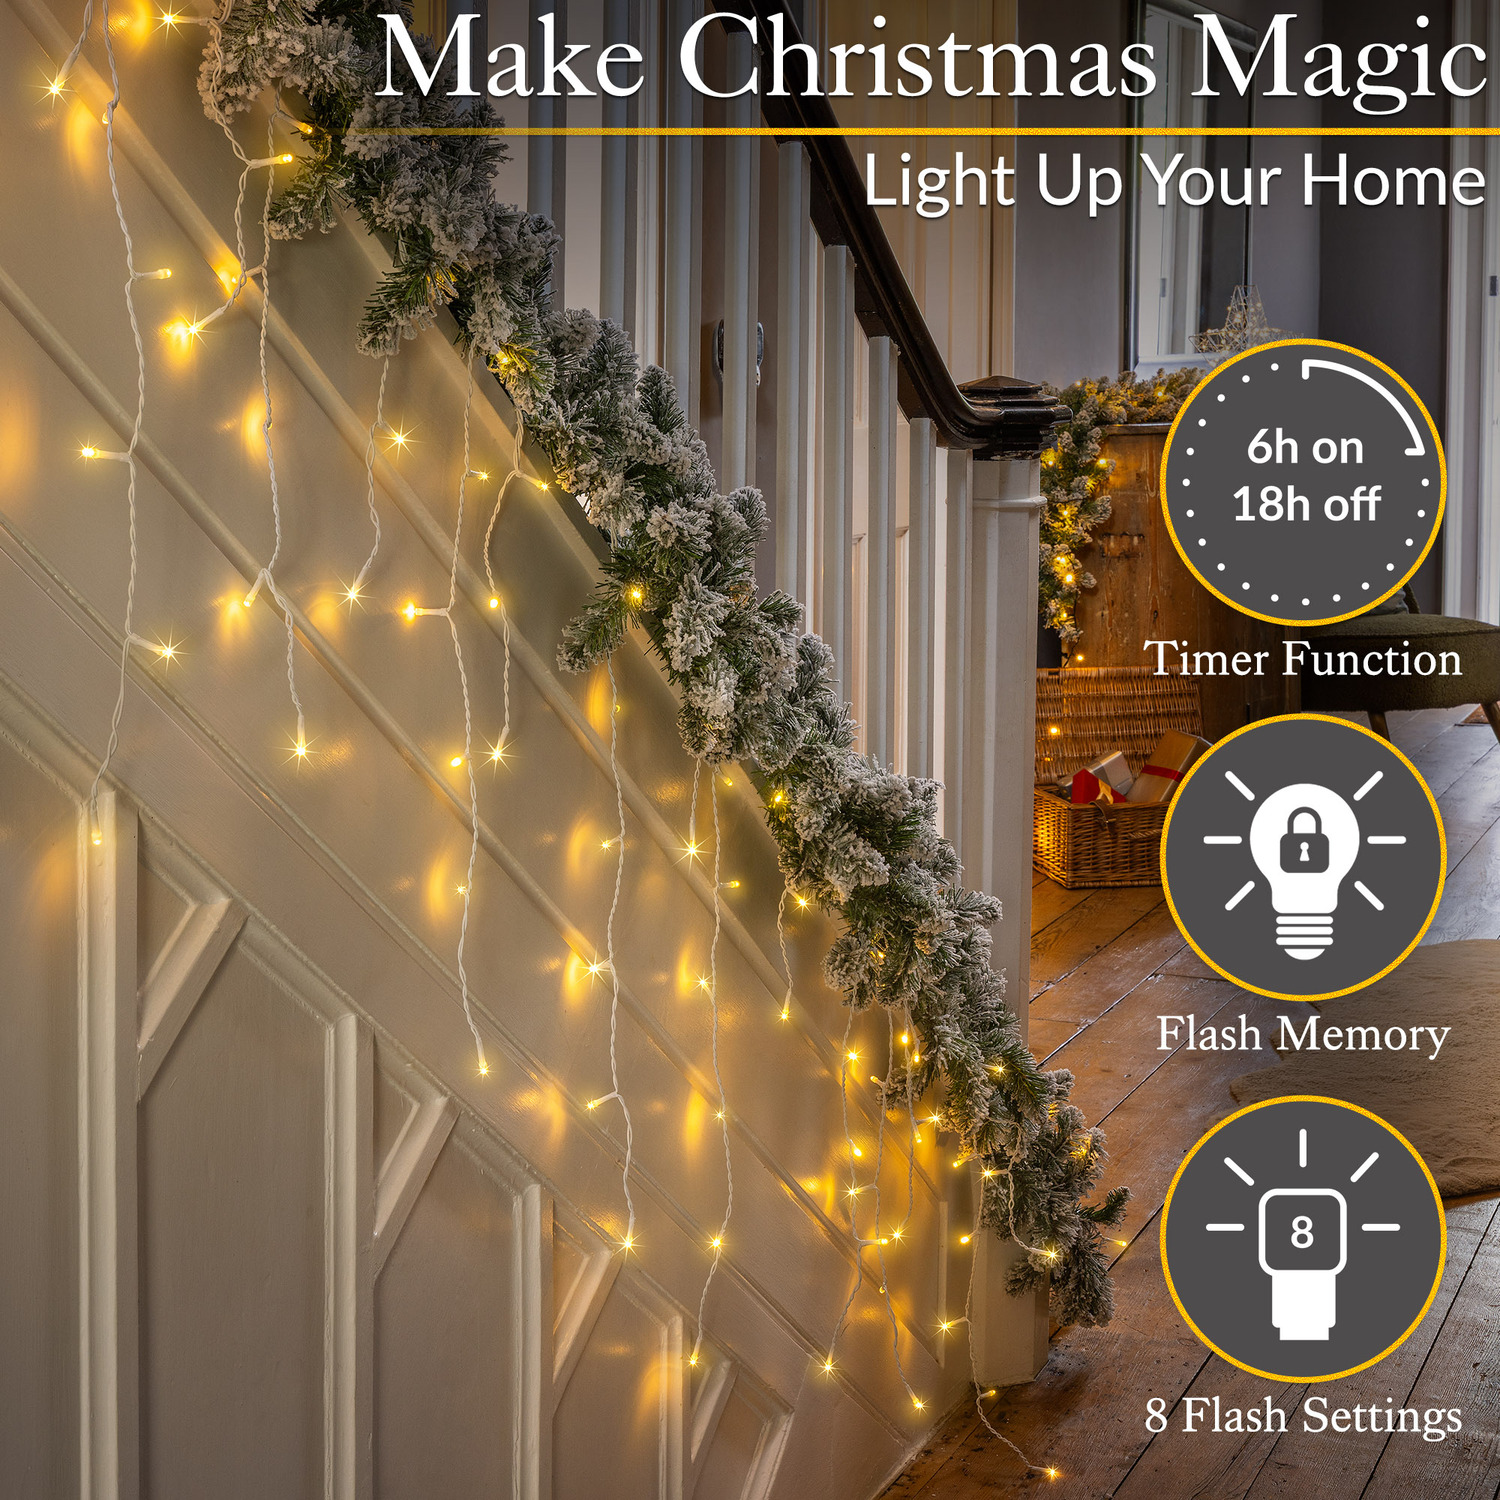 Make Christmas Magic
Light Up Your Home
6h on
18h off
Timer Function
Flash Memory
8
8 Flash Settings